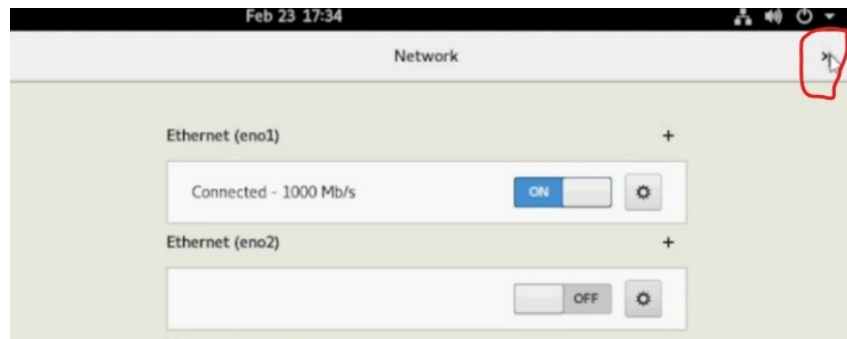 Feb 23 17:34
Network
Ethernet (eno1) +
Connected - 1000 Mb/s ON
Ethernet (eno2) +
OFF